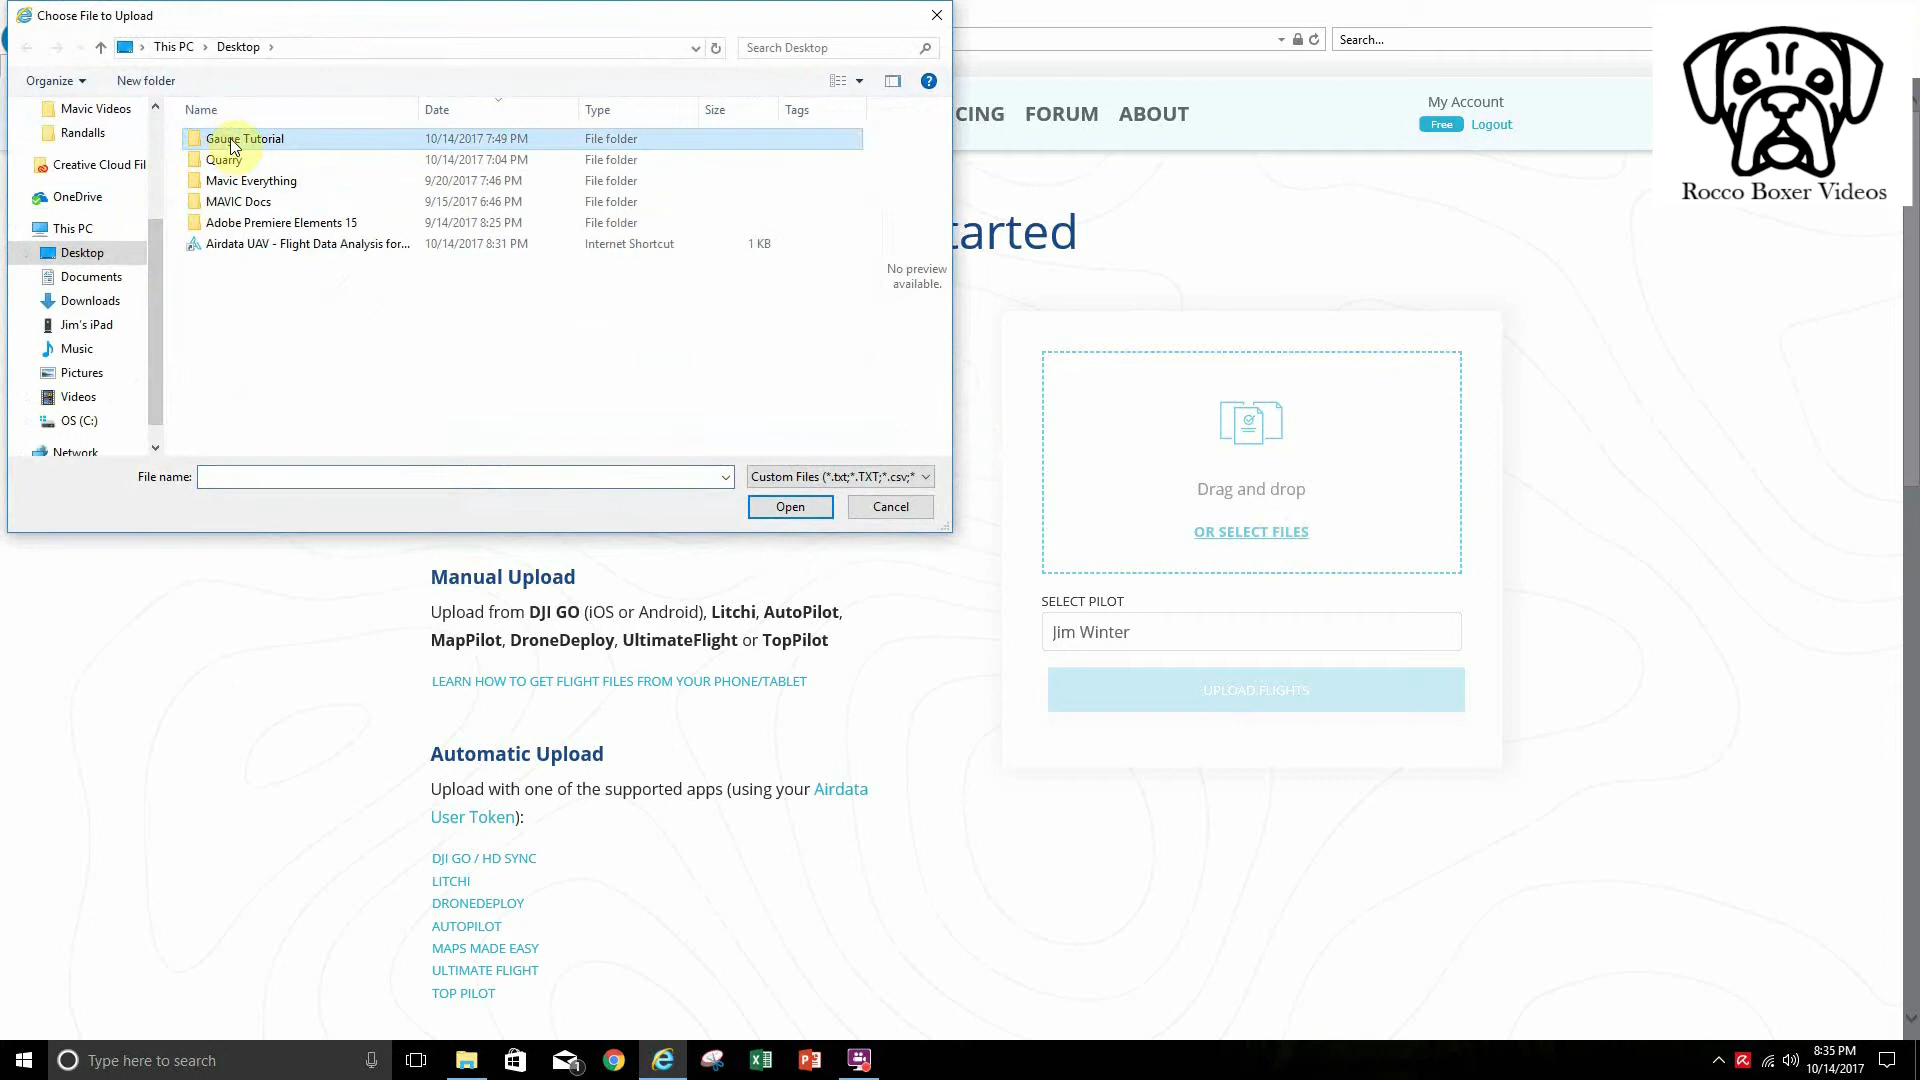 Choose File to Upload
This PC
Desktop
Search Desktop
Search...
Organize
New folder
Mavic Videos
Randalls
Creative Cloud Fil
OneDrive
This PC
Desktop
Documents
Downloads
Jim's iPad
Music
Pictures
Videos
OS (C:)
Network
Name Date Type Size Tags
Gauge Tutorial 10/14/2017 7:49 PM File folder
Quarry 10/14/2017 7:04 PM File folder
Mavic Everything 9/20/2017 7:46 PM File folder
MAVIC Docs 9/15/2017 6:46 PM File folder
Adobe Premiere Elements 15 9/14/2017 8:25 PM File folder
Airdata UAV - Flight Data Analysis for... 10/14/2017 8:31 PM Internet Shortcut 1 KB
No preview
available.
File name:
Custom Files (*.txt;*.TXT;*.csv;*
Open
Cancel
CING FORUM ABOUT
My Account
Free Logout
Rocco Boxer Videos
tarted
Drag and drop
OR SELECT FILES
SELECT PILOT
Jim Winter
UPLOAD FLIGHTS
Manual Upload
Upload from DJI GO (iOS or Android), Litchi, AutoPilot,
MapPilot, DroneDeploy, UltimateFlight or TopPilot
LEARN HOW TO GET FLIGHT FILES FROM YOUR PHONE/TABLET
Automatic Upload
Upload with one of the supported apps (using your Airdata
User Token):
DJI GO / HD SYNC
LITCHI
DRONEDEPLOY
AUTOPILOT
MAPS MADE EASY
ULTIMATE FLIGHT
TOP PILOT
Type here to search
1
8:35 PM
10/14/2017